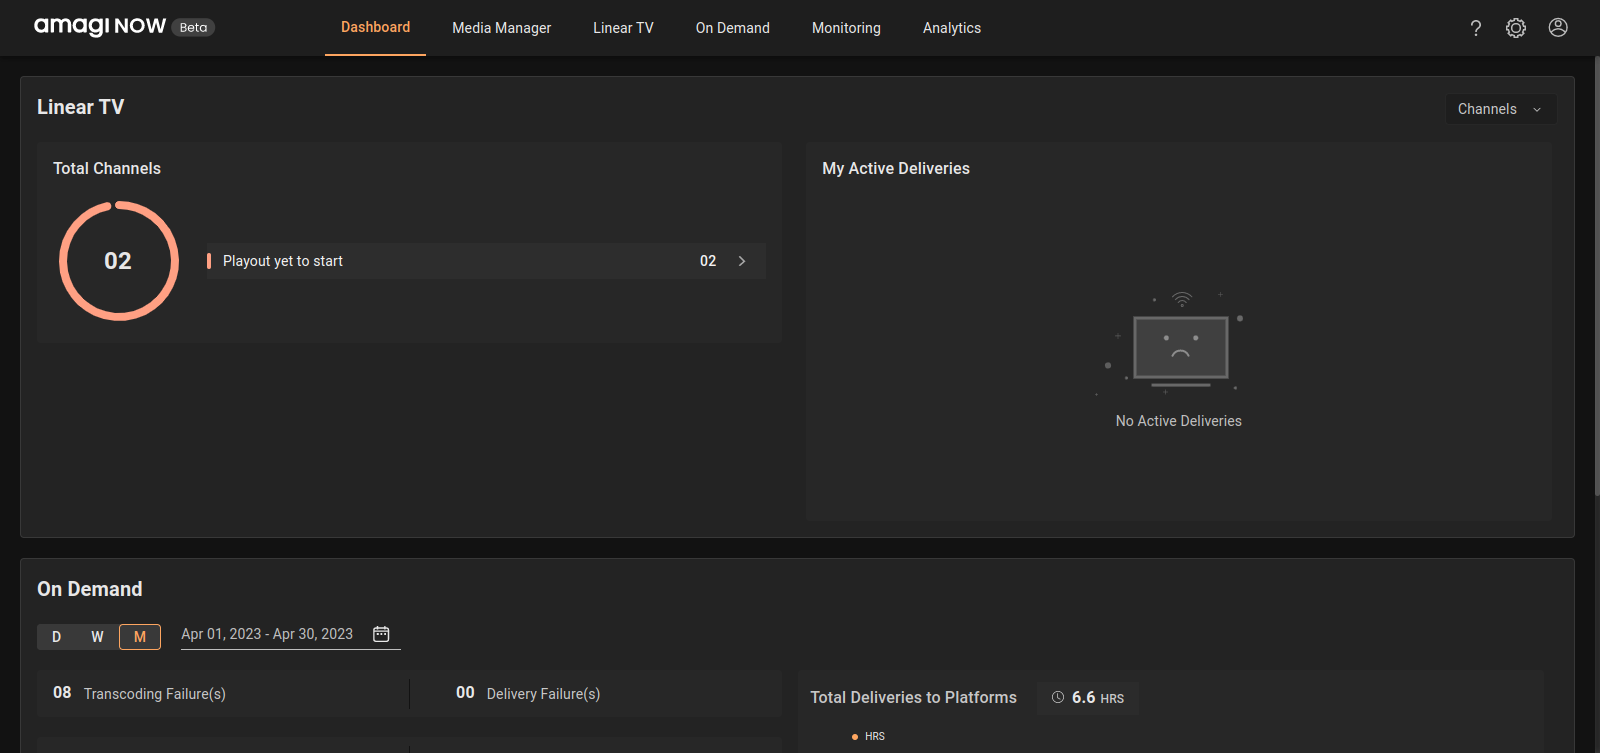 amagi NOW Beta
Dashboard Media Manager Linear TV On Demand Monitoring Analytics ?
Linear TV
Channels
Total Channels
My Active Deliveries
02
Playout yet to start 02
No Active Deliveries
On Demand
D W M Apr 01, 2023 - Apr 30, 2023
08 Transcoding Failure(s) 00 Delivery Failure(s)
Total Deliveries to Platforms 6.6 HRS
HRS